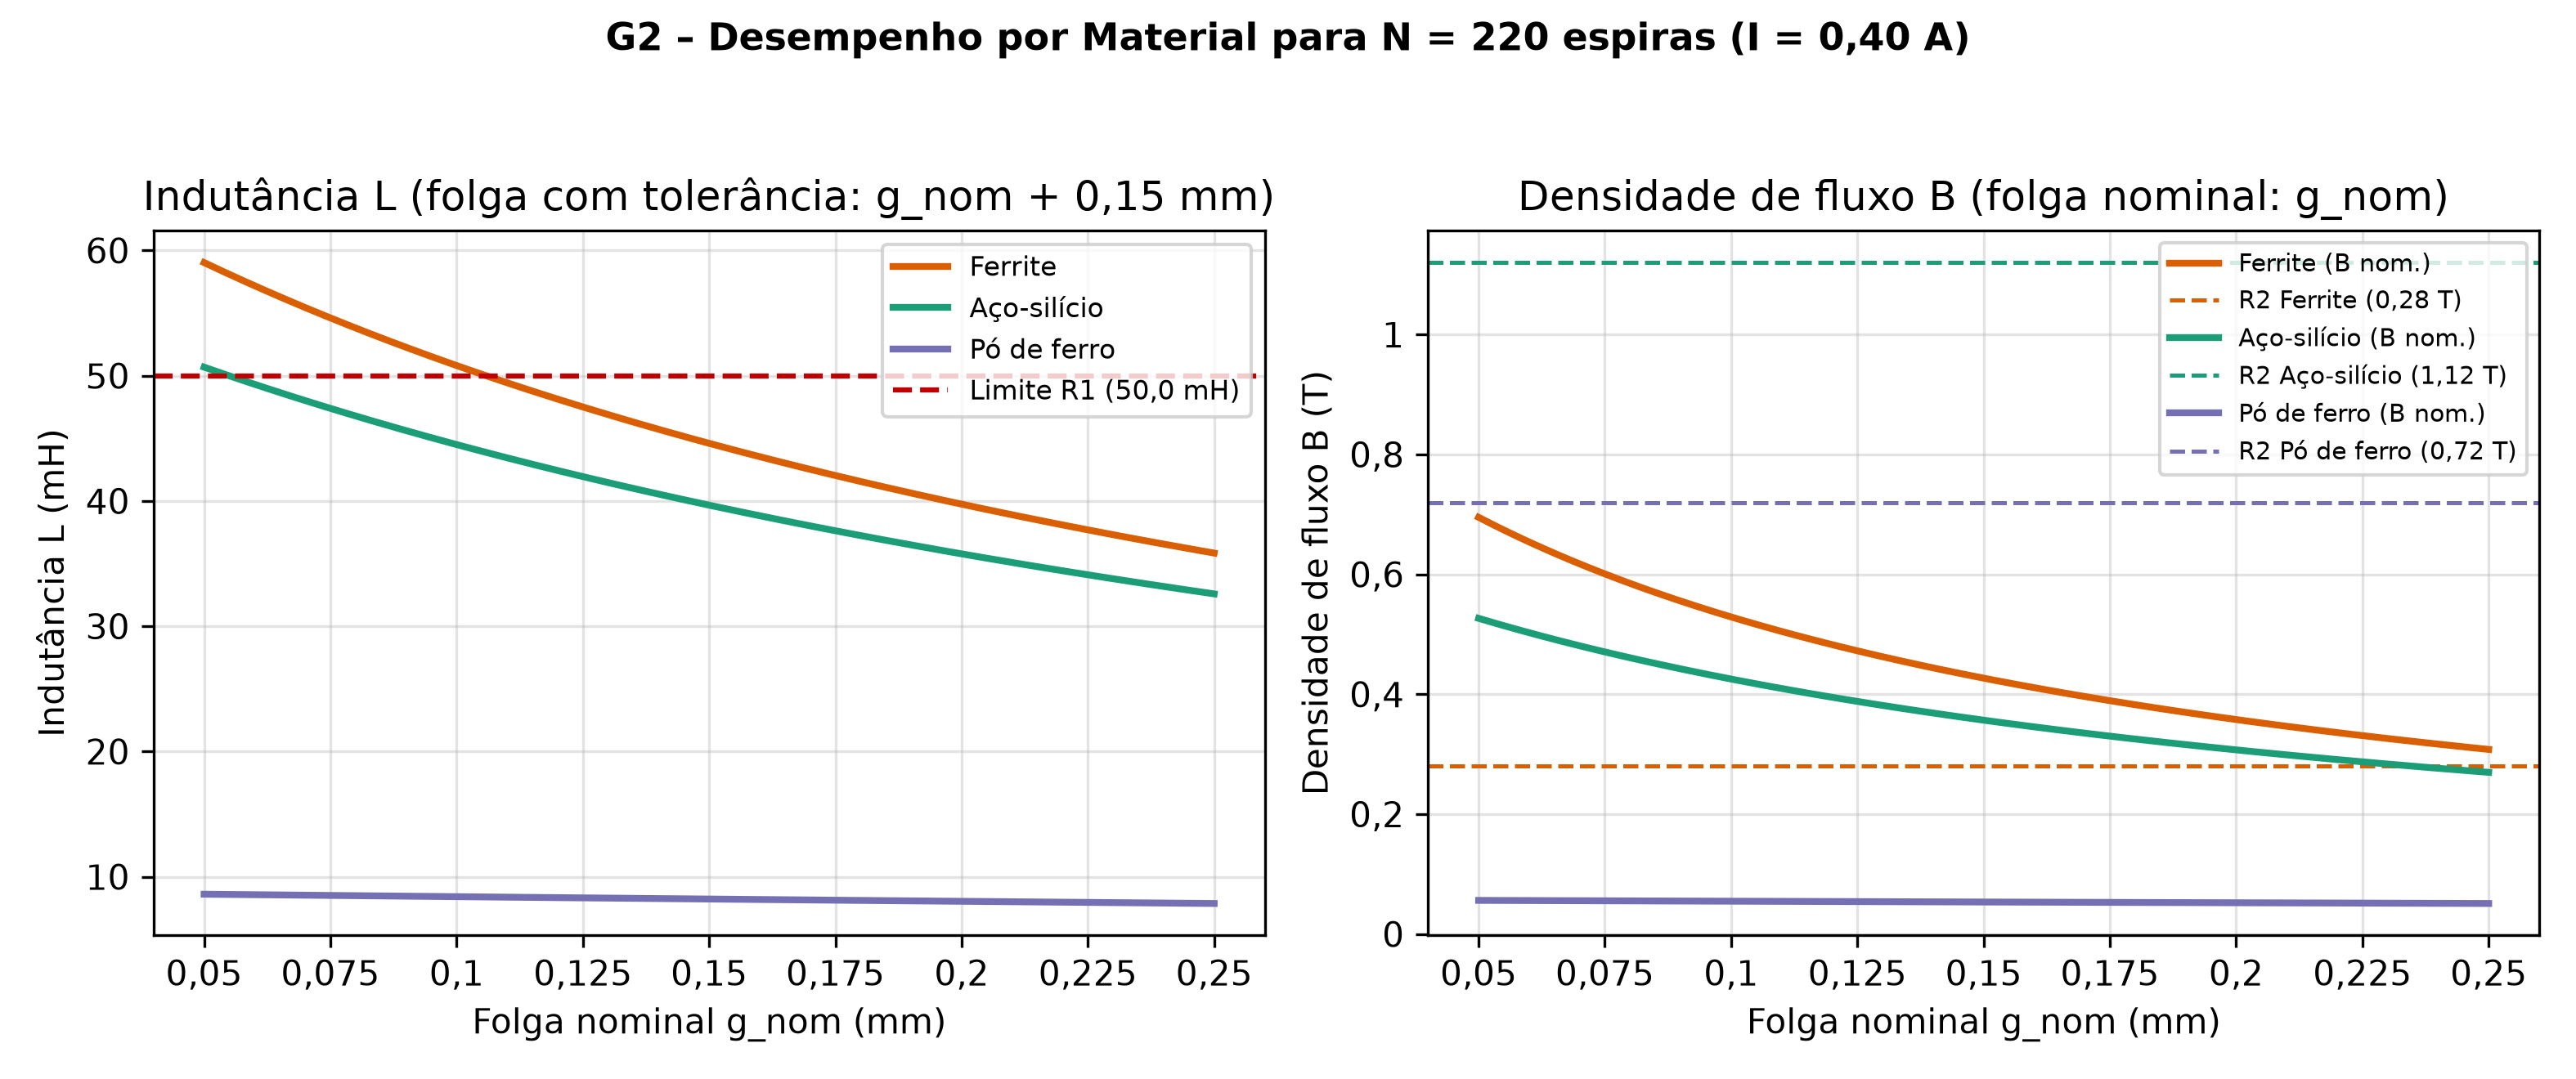 G2 – Desempenho por Material para N = 220 espiras (I = 0,40 A)
Indutância L (folga com tolerância: g_nom + 0,15 mm)
Indutância L (mH)
60
50
40
30
20
10
Ferrite
Aço-silício
Pó de ferro
Limite R1 (50,0 mH)
0,05 0,075 0,1 0,125 0,15 0,175 0,2 0,225 0,25
Folga nominal g_nom (mm)
Densidade de fluxo B (folga nominal: g_nom)
Densidade de fluxo B (T)
1
0,8
0,6
0,4
0,2
0
Ferrite (B nom.)
R2 Ferrite (0,28 T)
Aço-silício (B nom.)
R2 Aço-silício (1,12 T)
Pó de ferro (B nom.)
R2 Pó de ferro (0,72 T)
0,05 0,075 0,1 0,125 0,15 0,175 0,2 0,225 0,25
Folga nominal g_nom (mm)